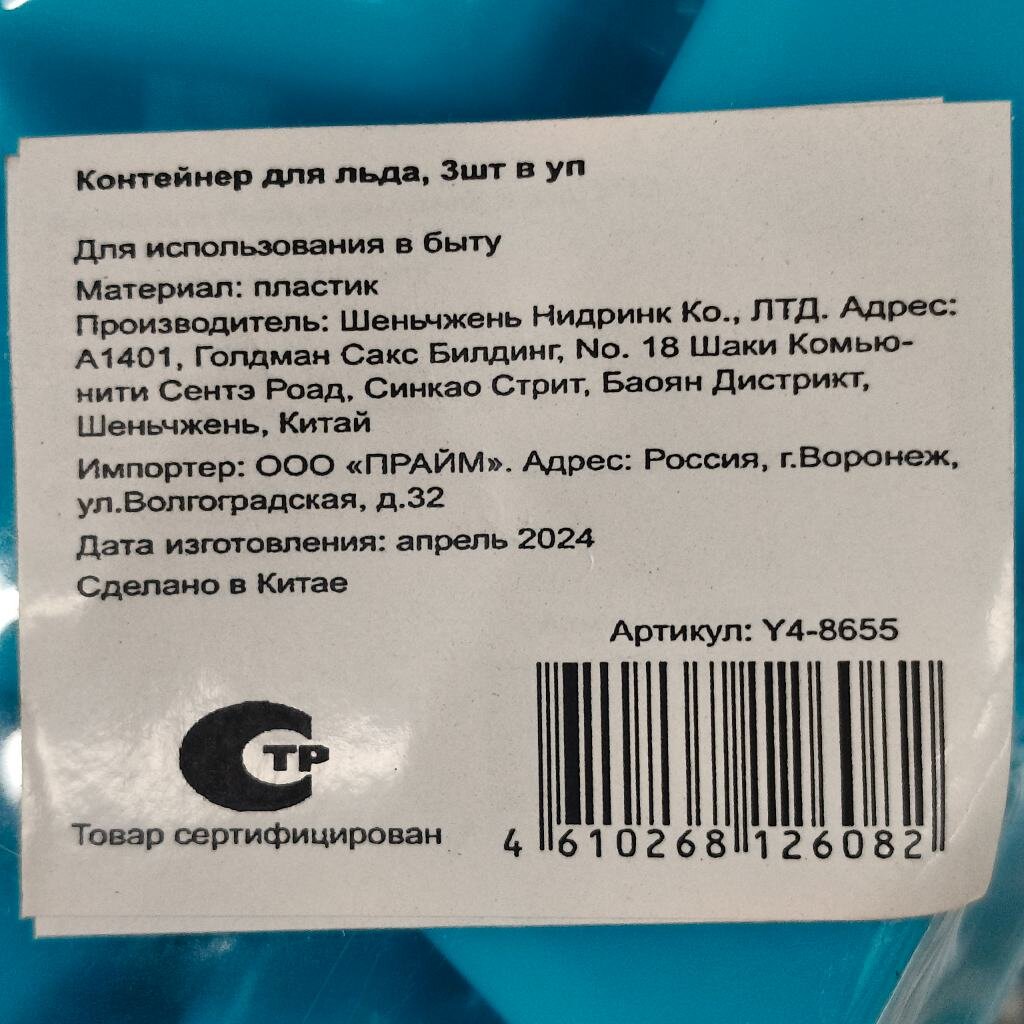 Контейнер для льда, 3шт в уп
Для использования в быту
Материал: пластик
Производитель: Шеньчжень Нидринк Ко., ЛТД. Адрес:
А1401, Голдман Сакс Билдинг, No. 18 Шаки Комью-
нити Сентэ Роад, Синкао Стрит, Баоян Дистрикт,
Шеньчжень, Китай
Импортер: ООО «ПРАЙМ». Адрес: Россия, г.Воронеж,
ул.Волгоградская, д.32
Дата изготовления: апрель 2024
Сделано в Китае
Артикул: Y4-8655
СТР
Товар сертифицирован
4 610268 126082